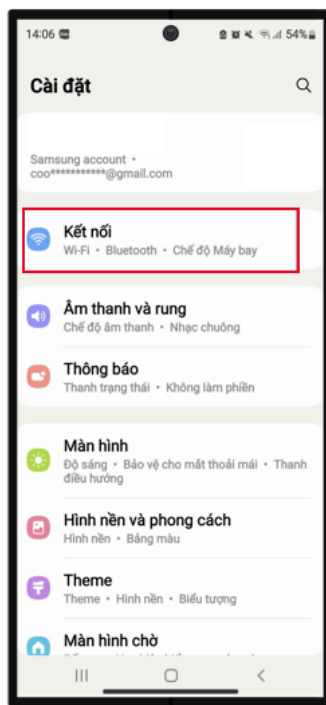 14:06
54%
Cài đặt
Samsung account •
coo***********@gmail.com
Kết nối
Wi-Fi • Bluetooth • Chế độ Máy bay
Âm thanh và rung
Chế độ âm thanh • Nhạc chuông
Thông báo
Thanh trạng thái • Không làm phiền
Màn hình
Độ sáng • Bảo vệ cho mắt thoải mái • Thanh
điều hướng
Hình nền và phong cách
Hình nền • Bảng màu
Theme
Theme • Hình nền • Biểu tượng
Màn hình chờ